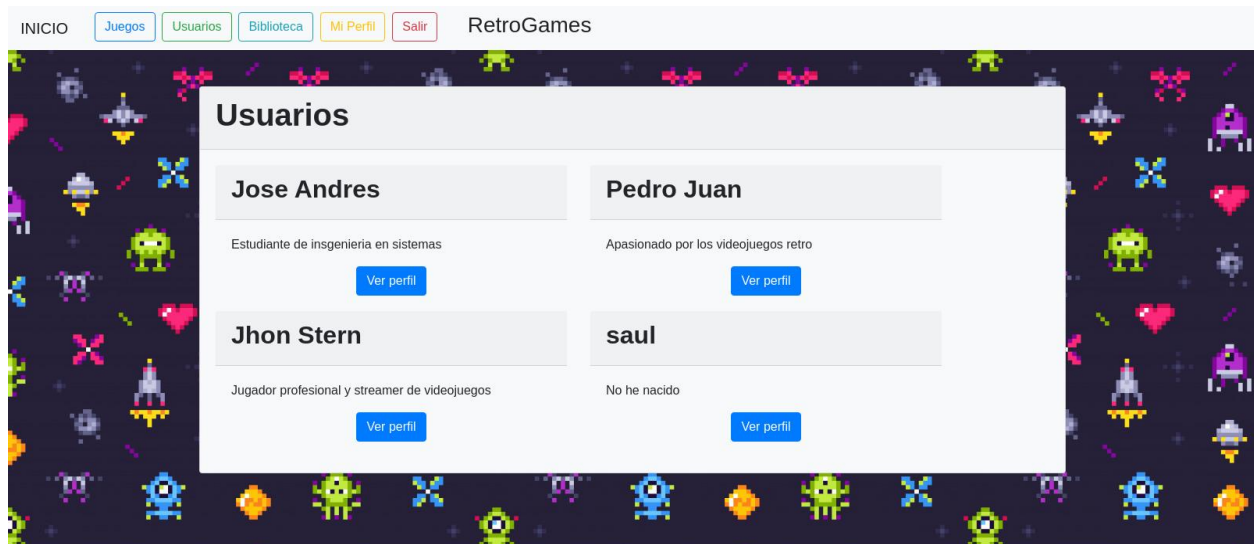 INICIO Juegos Usuarios Biblioteca Mi Perfil Salir RetroGames
Usuarios
Jose Andres
Estudiante de insgenieria en sistemas
Ver perfil
Pedro Juan
Apasionado por los videojuegos retro
Ver perfil
Jhon Stern
Jugador profesional y streamer de videojuegos
Ver perfil
saul
No he nacido
Ver perfil